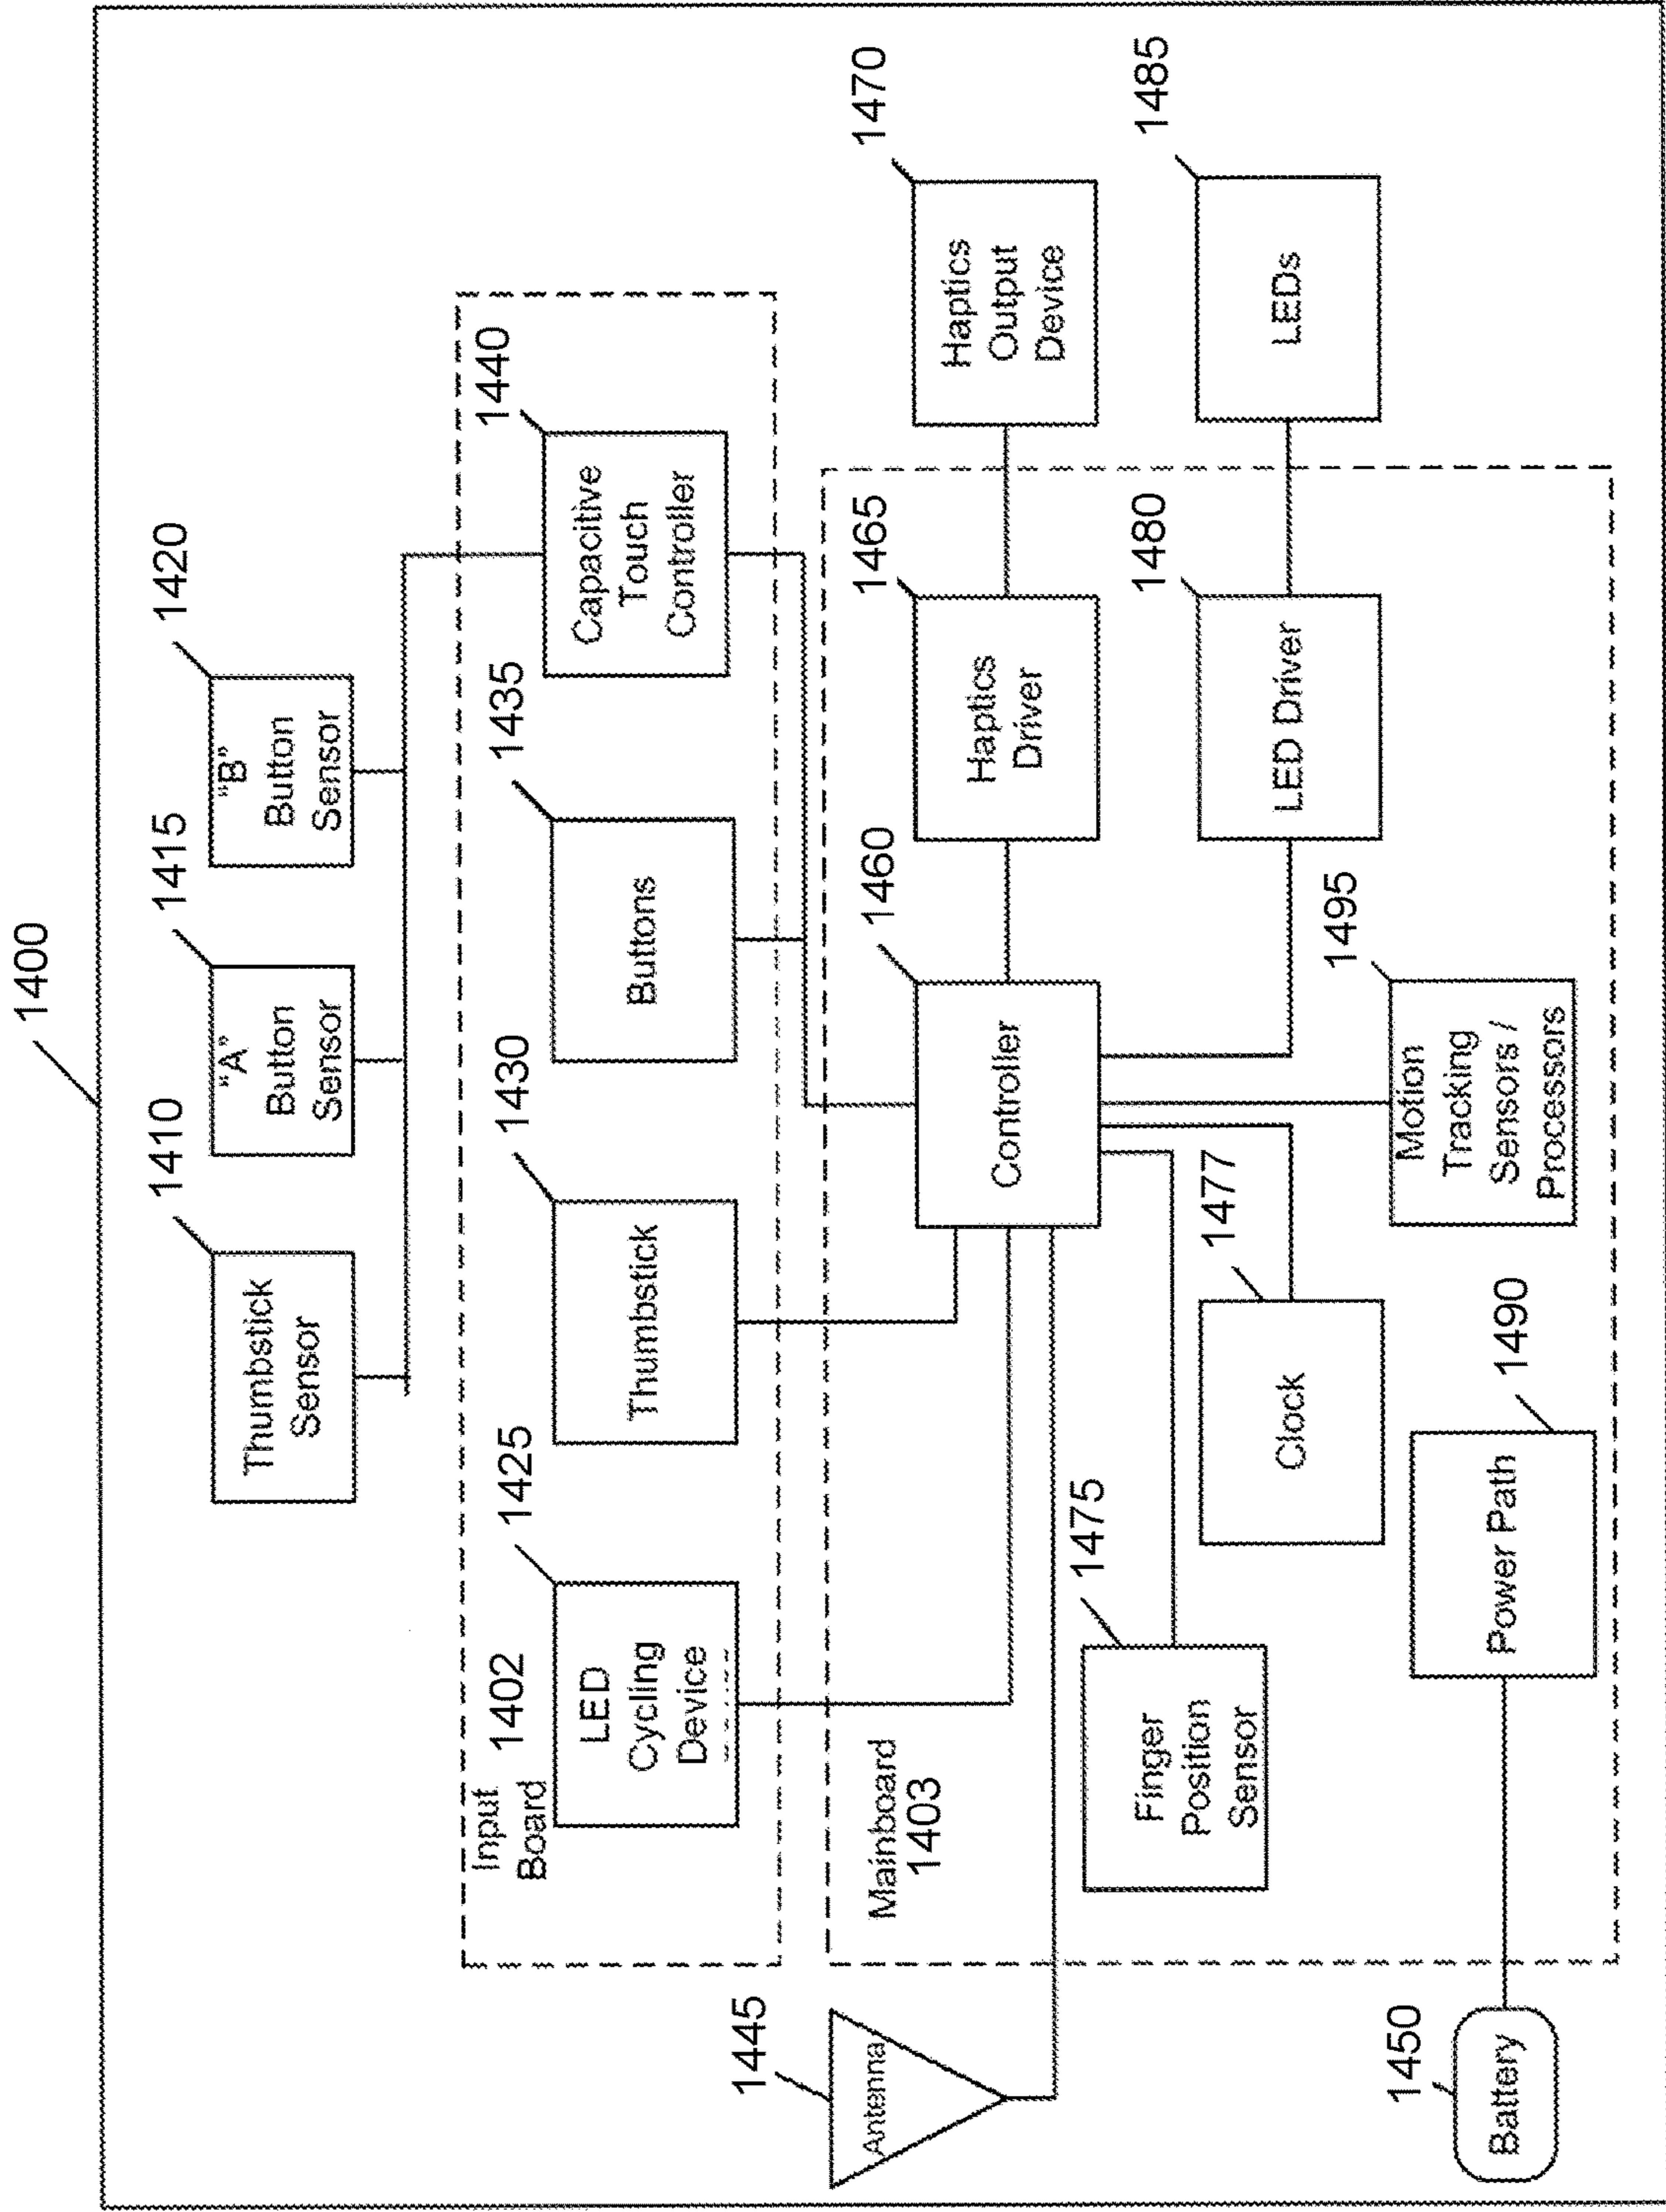 1400
1410
Thumbstick
Sensor
1415
“A”
Button
Sensor
1420
“B”
Button
Sensor
Input
Board
1402
1425
LED
Cycling
Device
1430
Thumbstick
1435
Buttons
1440
Capacitive
Touch
Controller
1445
Antenna
Mainboard
1403
1460
Controller
1465
Haptics
Driver
1470
Haptics
Output
Device
1475
Finger
Position
Sensor
1477
Clock
1480
LED Driver
1485
LEDs
1495
Motion
Tracking
Sensors /
Processors
1450
Battery
1490
Power Path